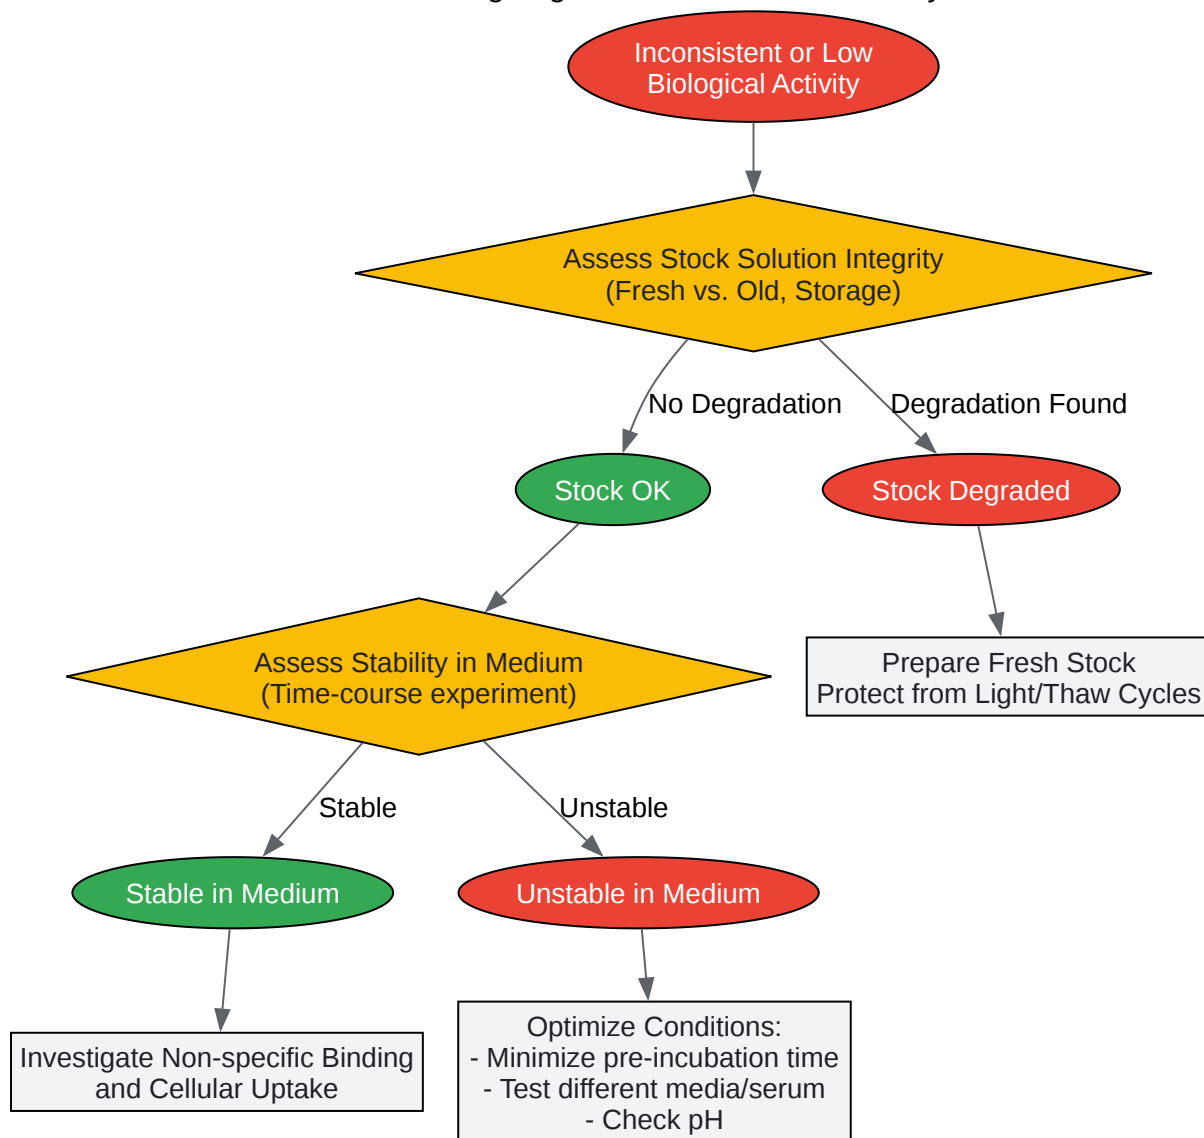 Inconsistent or Low
Biological Activity
Assess Stock Solution Integrity
(Fresh vs. Old, Storage)
No Degradation
Degradation Found
Stock OK
Stock Degraded
Assess Stability in Medium
(Time-course experiment)
Prepare Fresh Stock
Protect from Light/Thaw Cycles
Stable
Unstable
Stable in Medium
Unstable in Medium
Investigate Non-specific Binding
and Cellular Uptake
Optimize Conditions:
- Minimize pre-incubation time
- Test different media/serum
- Check pH